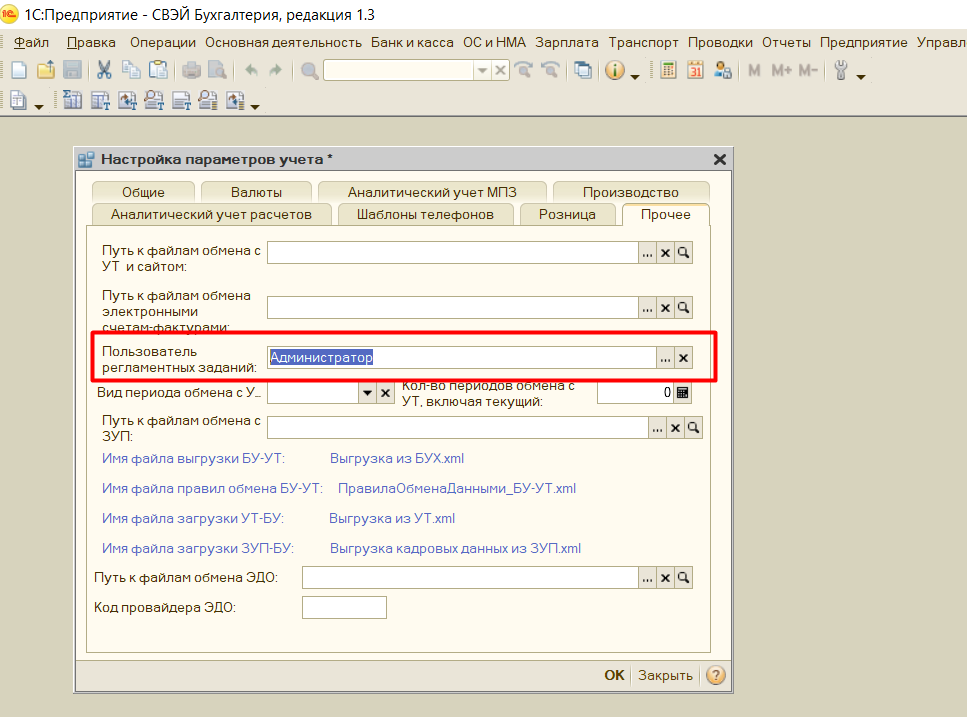 1С:Предприятие - СВЭЙ Бухгалтерия, редакция 1.3
Файл Правка Операции Основная деятельность Банк и касса ОС и НМА Зарплата Транспорт Проводки Отчеты Предприятие Управл
M M+ M-
Настройка параметров учета *
Общие Валюты Аналитический учет МПЗ Производство
Аналитический учет расчетов Шаблоны телефонов Розница Прочее
Путь к файлам обмена с
УТ и сайтом:
Путь к файлам обмена
электронными
счетам-фактурами:
Пользователь
регламентных заданий: Администратор
Вид периода обмена с У... Кол-во периодов обмена с
УТ, включая текущий: 0
Путь к файлам обмена с
ЗУП:
Имя файла выгрузки БУ-УТ: Выгрузка из БУХ.xml
Имя файла правил обмена БУ-УТ: ПравилаОбменаДанными_БУ-УТ.xml
Имя файла загрузки УТ-БУ: Выгрузка из УТ.xml
Имя файла загрузки ЗУП-БУ: Выгрузка кадровых данных из ЗУП.xml
Путь к файлам обмена ЭДО:
Код провайдера ЭДО:
OK Закрыть ?